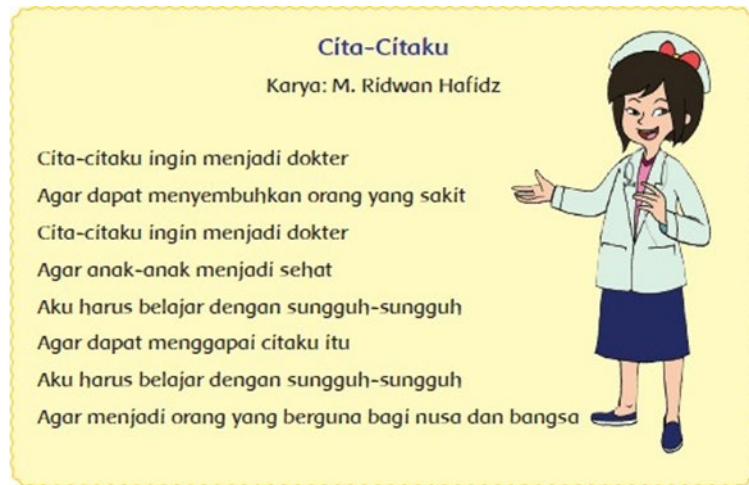 Cita-Citaku
Karya: M. Ridwan Hafidz
Cita-citaku ingin menjadi dokter
Agar dapat menyembuhkan orang yang sakit
Cita-citaku ingin menjadi dokter
Agar anak-anak menjadi sehat
Aku harus belajar dengan sungguh-sungguh
Agar dapat menggapai citaku itu
Aku harus belajar dengan sungguh-sungguh
Agar menjadi orang yang berguna bagi nusa dan bangsa